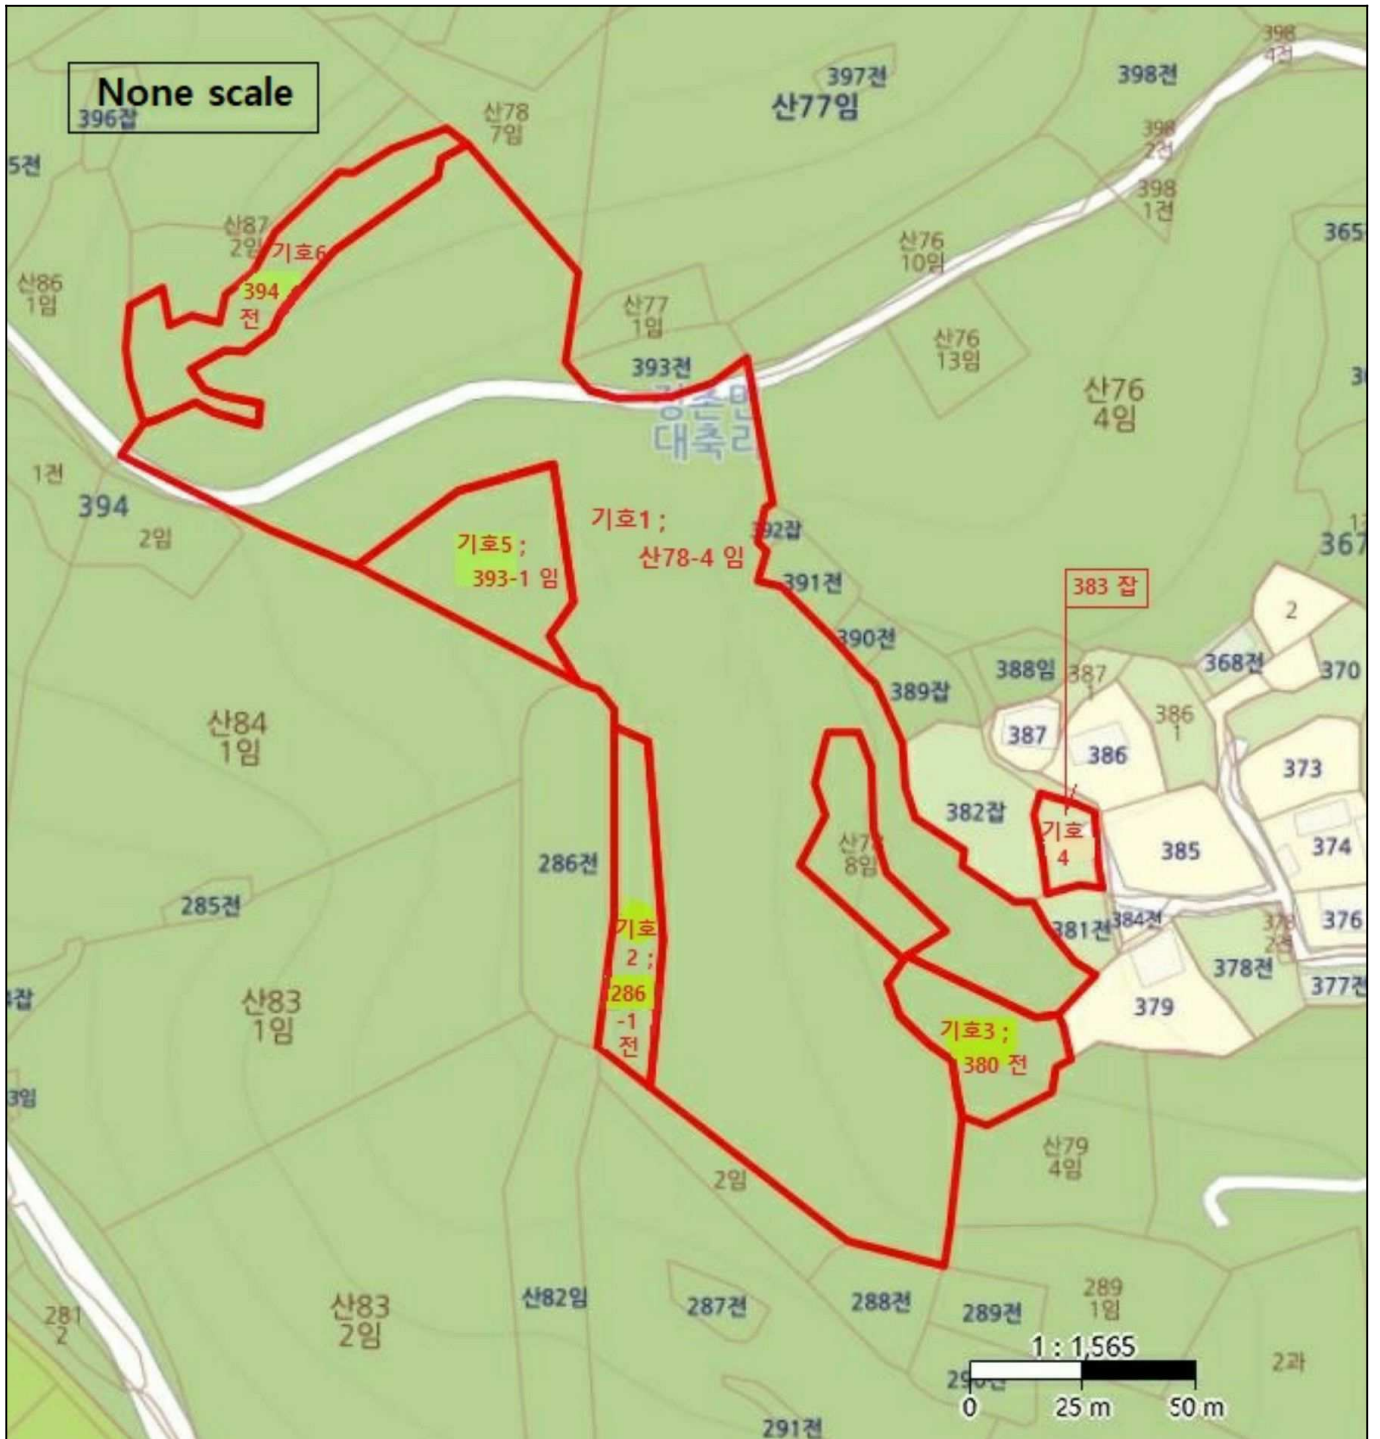 None scale
396잡
5전
산78
7임
397전
산77임
398전
398
4전
398
2전
398
1전
365
산87
2임
기호6
394
전
산86
1임
산76
10임
산77
1임
393전
산76
13임
산76
4임
대축리
1전
394
2임
기호5 ;
393-1 임
기호1 ;
산78-4 임
392잡
391전
390전
389잡
383 잡
367
2
388임
387
1
368전
370
387
386
386
1
373
산84
1임
382잡
기호
4
385
374
286전
8임
285전
기호
2 ;
286
-1
전
381전
384전
376
378전
377전
379
산83
1임
기호3 ;
380 전
3임
산79
4임
2임
산83
2임
산82임
287전
288전
289전
289
1임
281
2
1 : 1,565
0
25 m
50 m
2과
291전